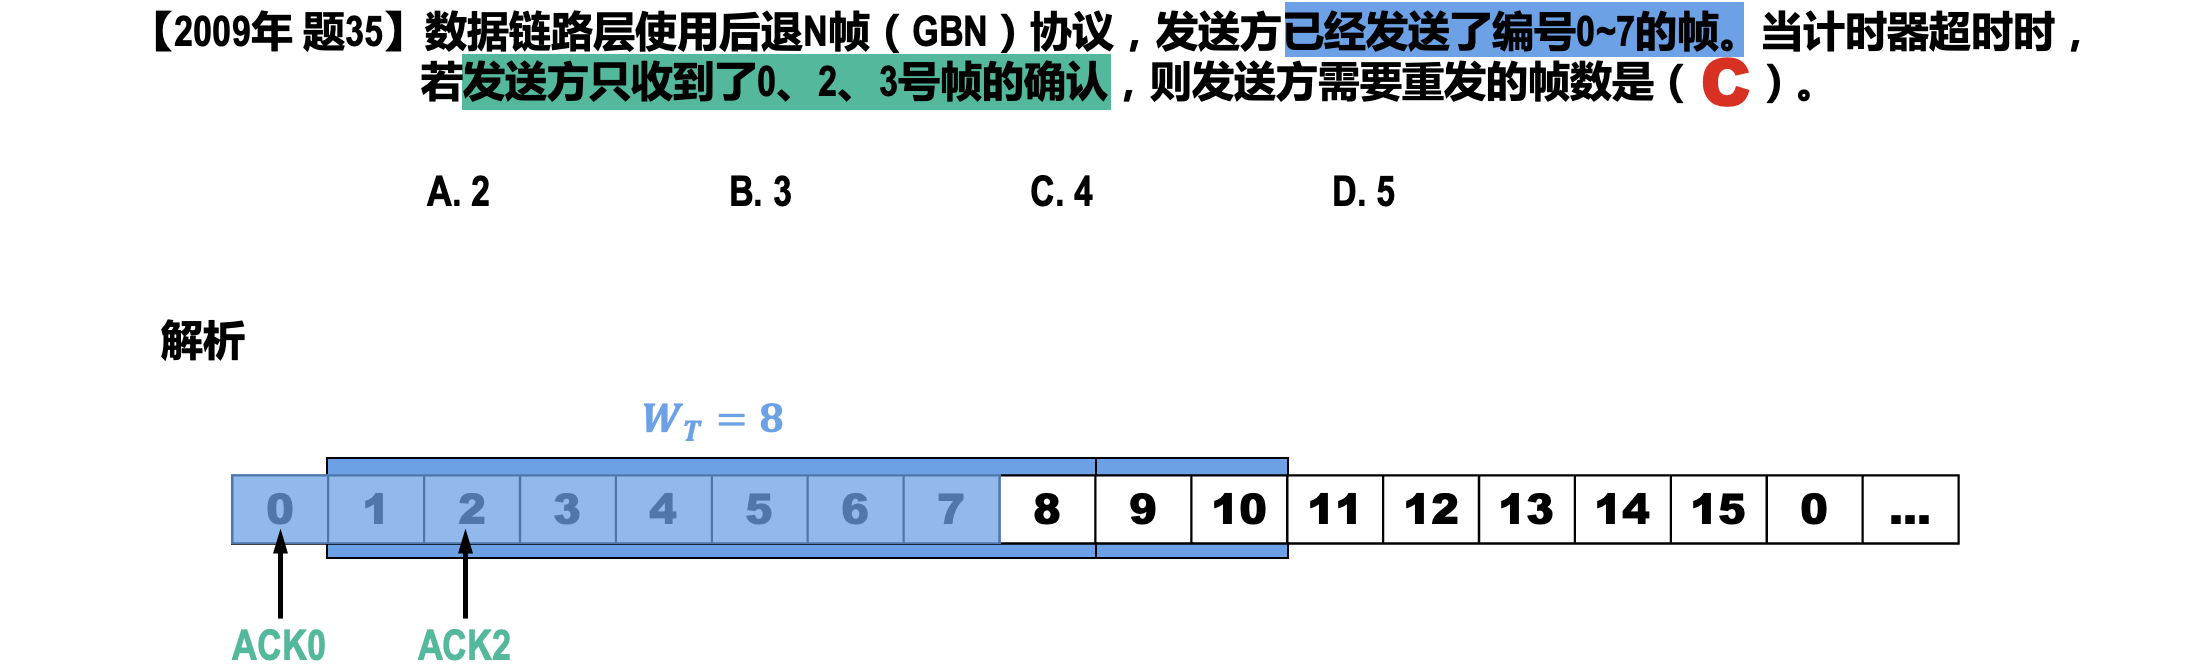 【2009年 题35】数据链路层使用后退N帧（GBN）协议，发送方已经发送了编号0~7的帧。当计时器超时时，
若发送方只收到了0、2、3号帧的确认，则发送方需要重发的帧数是（ C ）。
A. 2 B. 3 C. 4 D. 5
解析
W_T = 8
0 1 2 3 4 5 6 7 8 9 10 11 12 13 14 15 0 ...
ACK0 ACK2